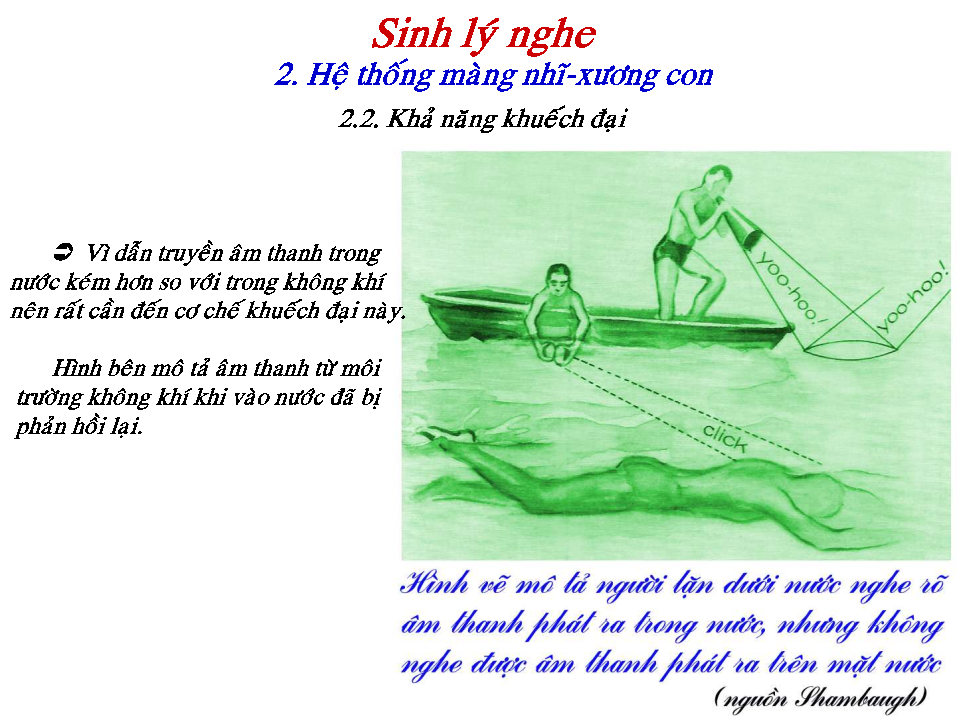 Sinh lý nghe
2. Hệ thống màng nhĩ-xương con
2.2. Khả năng khuếch đại
➲ Vì dẫn truyền âm thanh trong
nước kém hơn so với trong không khí
nên rất cần đến cơ chế khuếch đại này.
Hình bên mô tả âm thanh từ môi
trường không khí khi vào nước đã bị
phản hồi lại.
yoo-hoo!
yoo-hoo!
click
Hình vẽ mô tả người lặn dưới nước nghe rõ
âm thanh phát ra trong nước, nhưng không
nghe được âm thanh phát ra trên mặt nước
(nguồn Shambaugh)